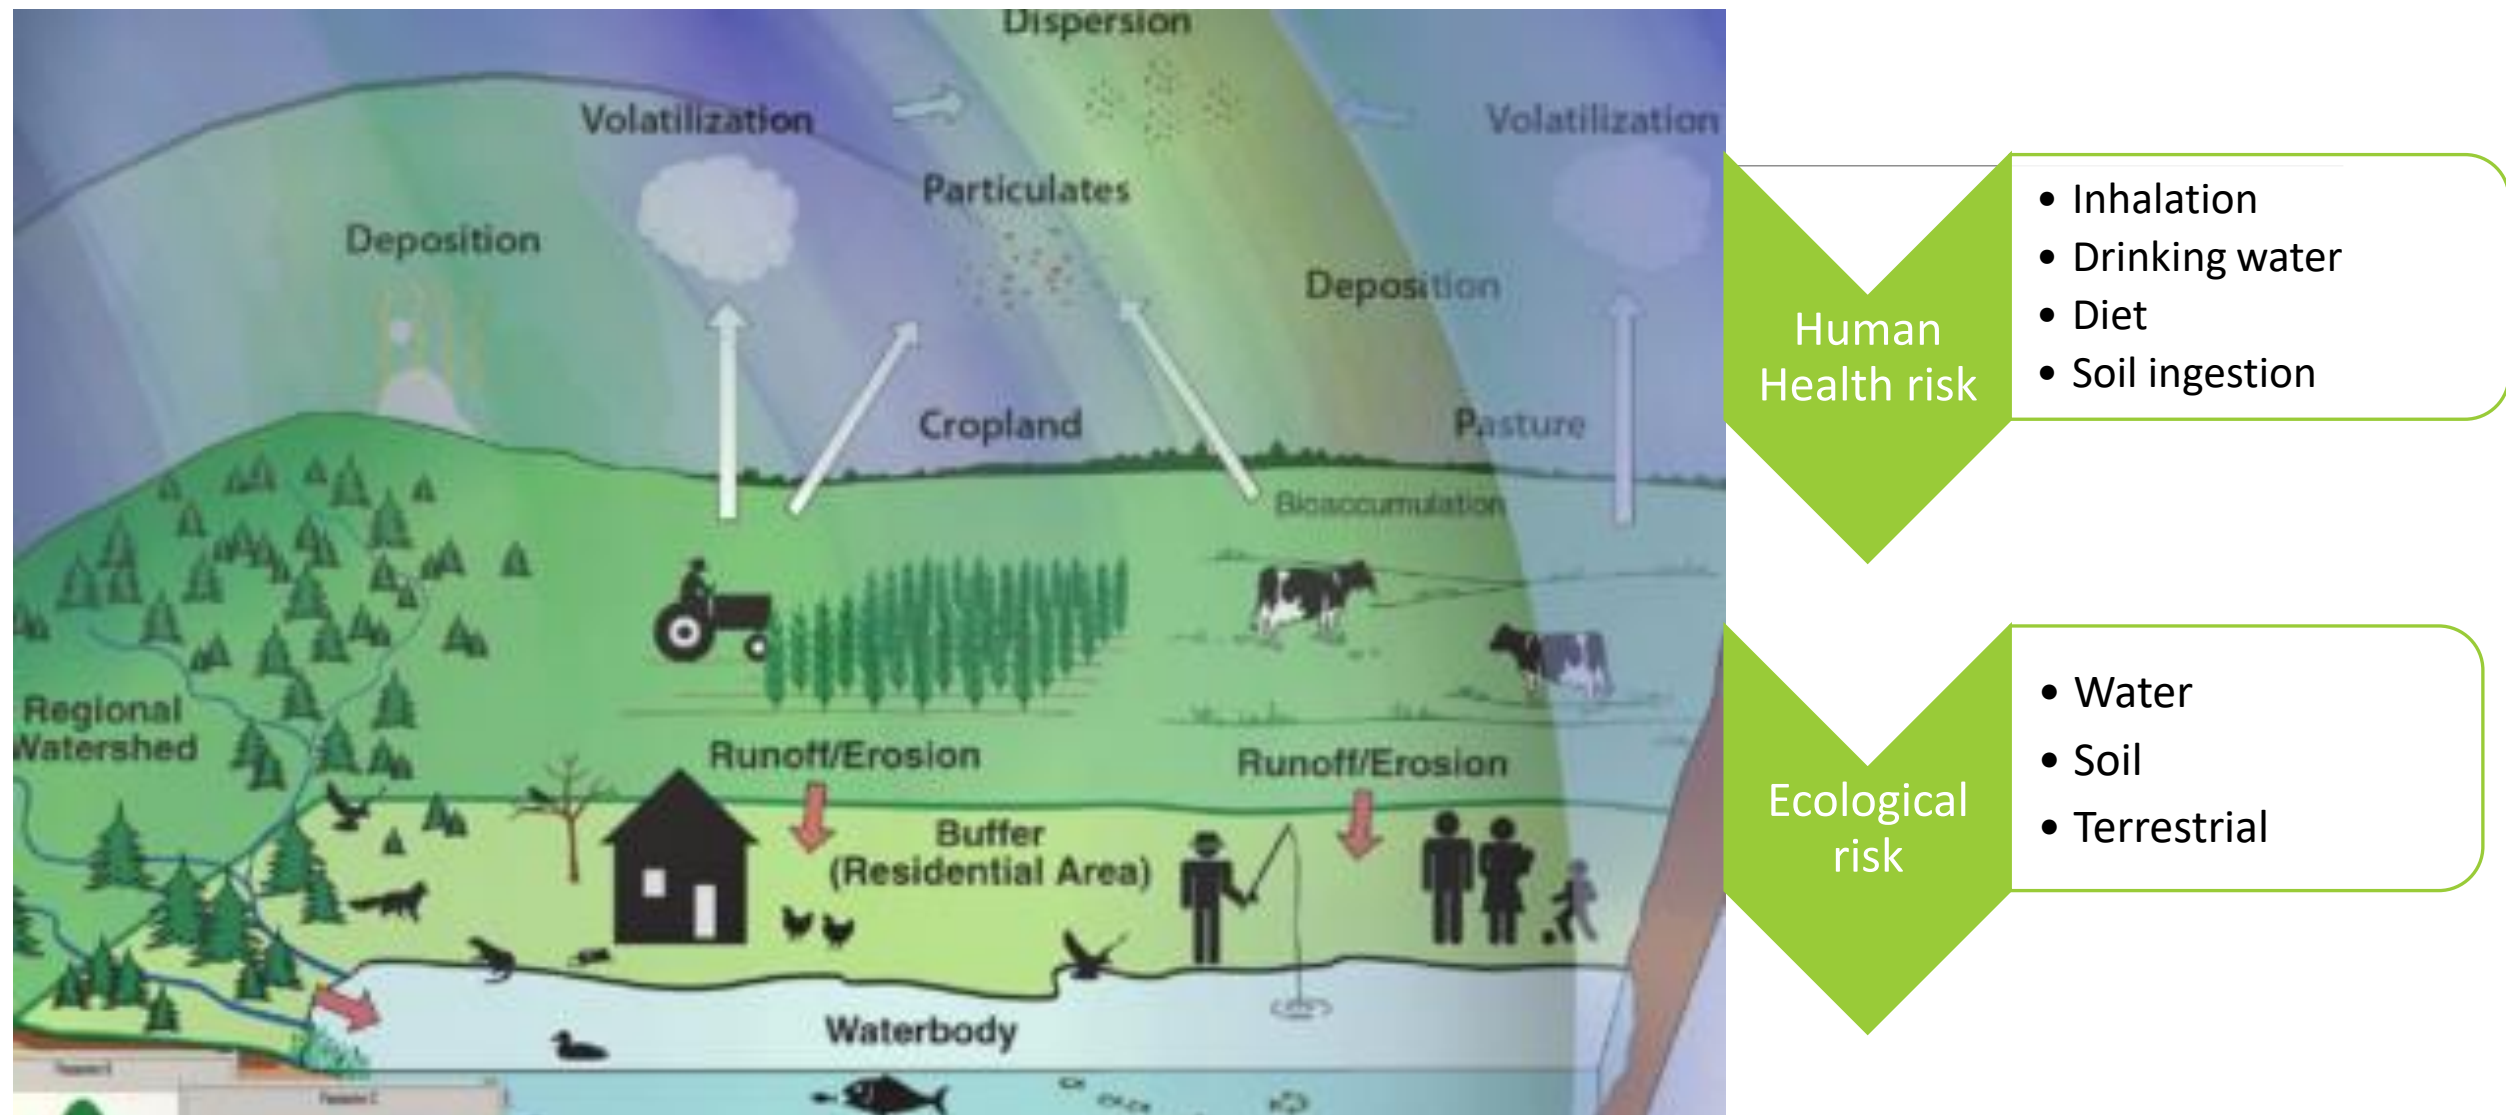 Dispersion
Volatilization
Volatilization
Particulates
Deposition
Deposition
Cropland
Pasture
Bioaccumulation
Regional
Watershed
Runoff/Erosion
Runoff/Erosion
Buffer
(Residential Area)
Waterbody
Human
Health risk
• Inhalation
• Drinking water
• Diet
• Soil ingestion
Ecological
risk
• Water
• Soil
• Terrestrial